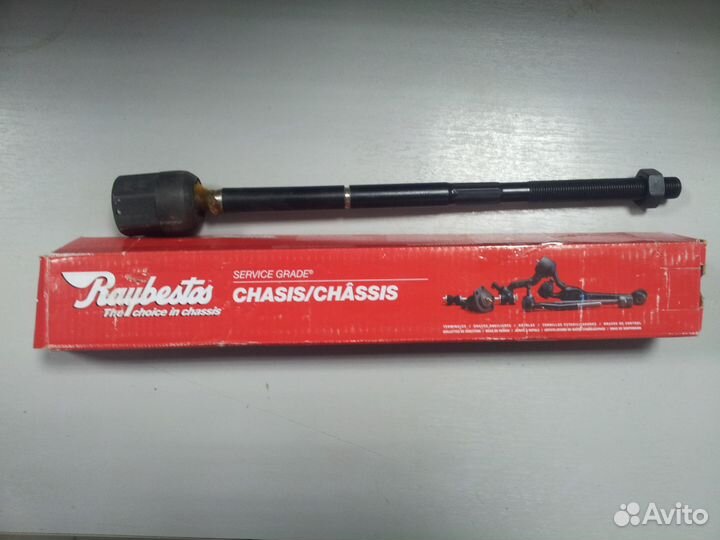 Raybestos
The choice in chassis
SERVICE GRADE®
CHASIS/CHÂSSIS
Avito